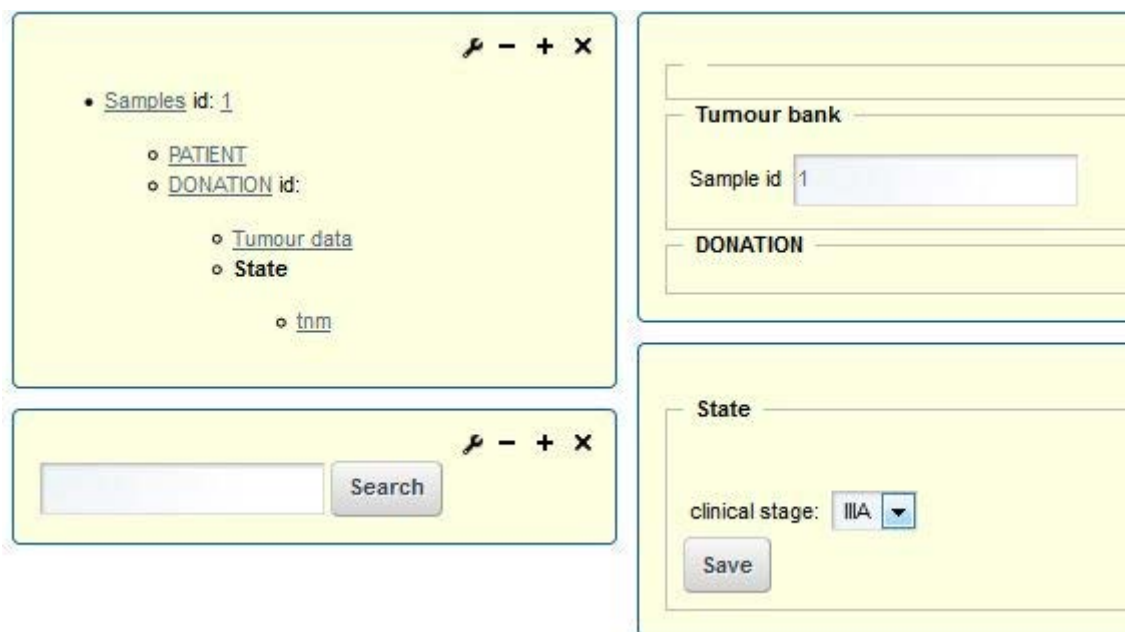 Samples id: 1
PATIENT
DONATION id:
Tumour data
State
tnm
Search
Tumour bank
Sample id 1
DONATION
State
clinical stage: IIIA
Save